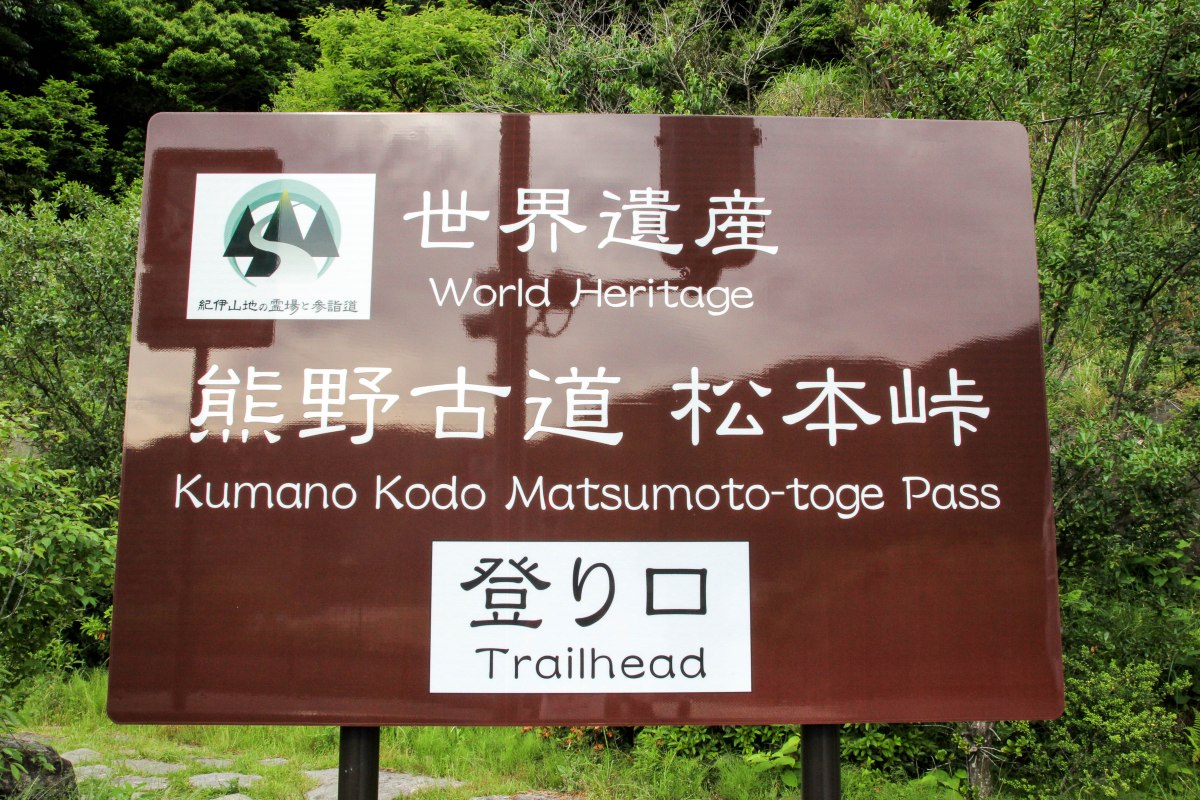 世界遺産
World Heritage
紀伊山地の霊場と参詣道
熊野古道 松本峠
Kumano Kodo Matsumoto-toge Pass
登り口
Trailhead